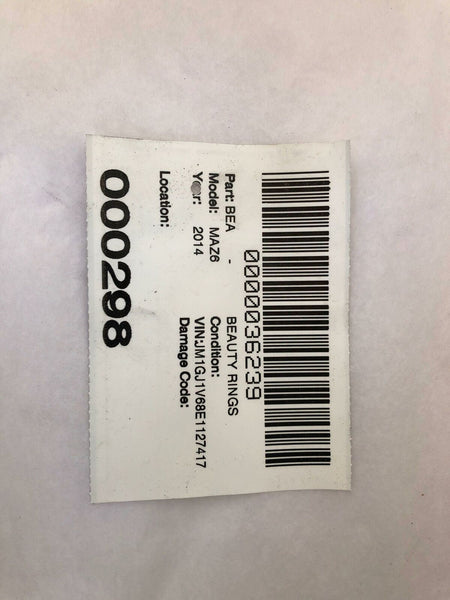 0000036239
Part: BEA - BEAUTY RINGS
Model: MAZ6 Condition:
Year: 2014 VIN:JM1GJ1V68E1127417
Damage Code:
Location:
000298